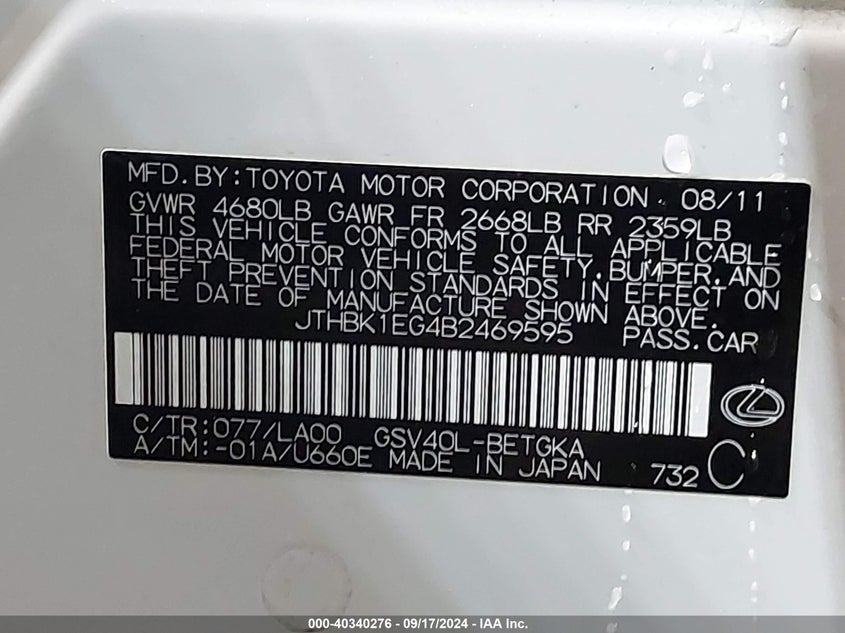 MFD.BY:TOYOTA MOTOR CORPORATION 08/11
GVWR 4680LB GAWR FR 2668LB RR 2359LB
THIS VEHICLE CONFORMS TO ALL APPLICABLE
FEDERAL MOTOR VEHICLE SAFETY,BUMPER,AND
THEFT PREVENTION STANDARDS IN EFFECT ON
THE DATE OF MANUFACTURE SHOWN ABOVE.
JTHBK1EG4B2469595 PASS.CAR
C/TR:077/LA00 GSV40L-BETGKA
A/TM:-01A/U660E MADE IN JAPAN 732 C
000-40340276 - 09/17/2024 - IAA Inc.